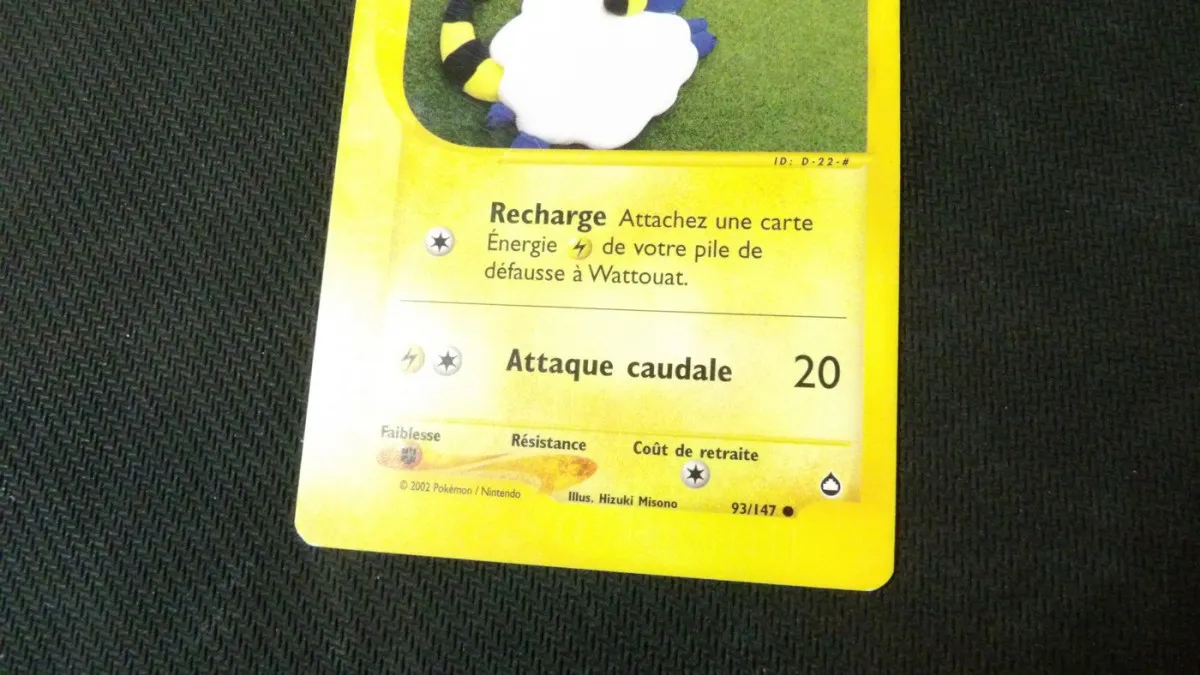 ID: D-22-#
Recharge Attachez une carte
Énergie de votre pile de
défausse à Wattouat.
Attaque caudale 20
Faiblesse Résistance Coût de retraite
© 2002 Pokémon / Nintendo Illus. Hizuki Misono 93/147